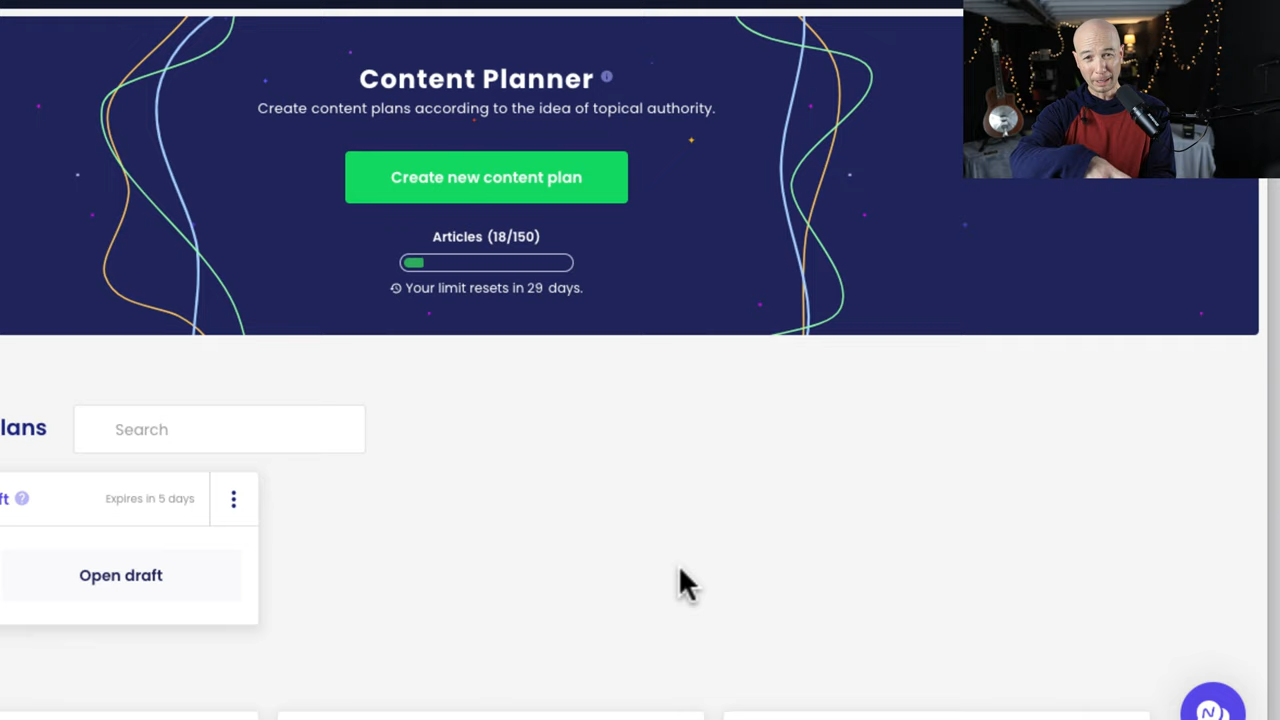 Content Planner
Create content plans according to the idea of topical authority.
Create new content plan
Articles (18/150)
Your limit resets in 29 days.
lans
Search
ft
Expires in 5 days
Open draft
N